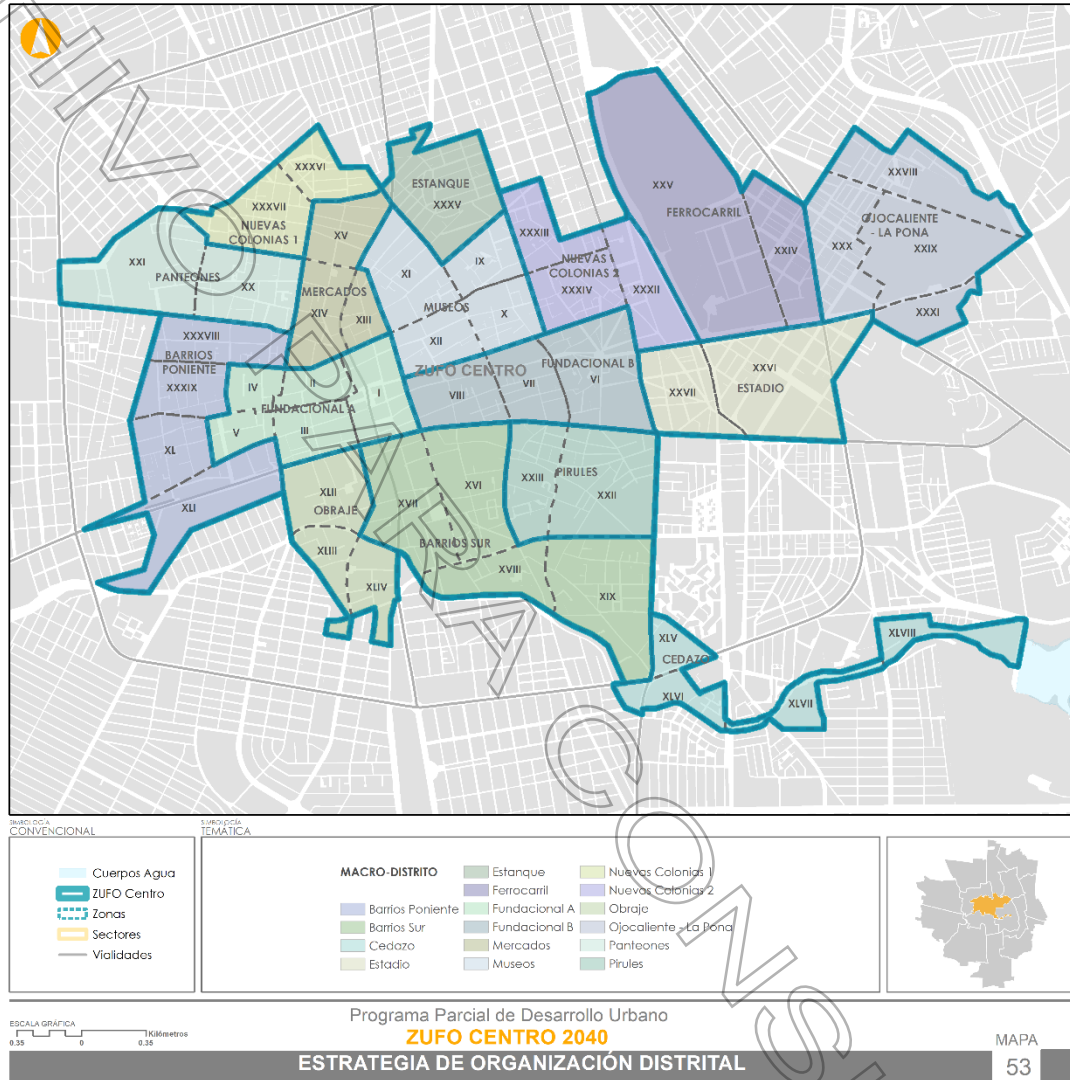 XXXVI
ESTANQUE
XXXV
XXXVII
NUEVAS
COLONIAS 1
XXV
FERROCARRIL
XXVIII
OJOCALIENTE
- LA PONA
XXXIII
XV
XXI
PANTEONES
XX
XI
IX
NUEVAS
COLONIAS 2
XXXIV
XXXII
XXIV
XXX
XXIX
MERCADOS
XIV
XIII
MUSEOS
X
XII
XXXI
XXXVIII
BARRIOS
PONIENTE
XXXIX
ZUFO CENTRO
FUNDACIONAL B
IV
II
I
VIII
VII
VI
XXVI
ESTADIO
XXVII
FUNDACIONAL A
V
III
XL
XLI
XLII
OBRAJE
XVII
XVI
XXIII
PIRULES
XXII
XLIII
BARRIOS SUR
XVIII
XLIV
XIX
XLV
CEDAZO
XLVI
XLVIII
XLVII
ARCHIVO PARA CONS
SIMBOLOGÍA
CONVENCIONAL
SIMBOLOGÍA
TEMÁTICA
Cuerpos Agua
ZUFO Centro
Zonas
Sectores
Vialidades
MACRO-DISTRITO
Barrios Poniente
Barrios Sur
Cedazo
Estadio
Estanque
Ferrocarril
Fundacional A
Fundacional B
Mercados
Museos
Nuevas Colonias 1
Nuevas Colonias 2
Obraje
Ojocaliente - La Pona
Panteones
Pirules
ESCALA GRÁFICA
0.35 0 0.35 Kilómetros
Programa Parcial de Desarrollo Urbano
ZUFO CENTRO 2040
ESTRATEGIA DE ORGANIZACIÓN DISTRITAL
MAPA
53